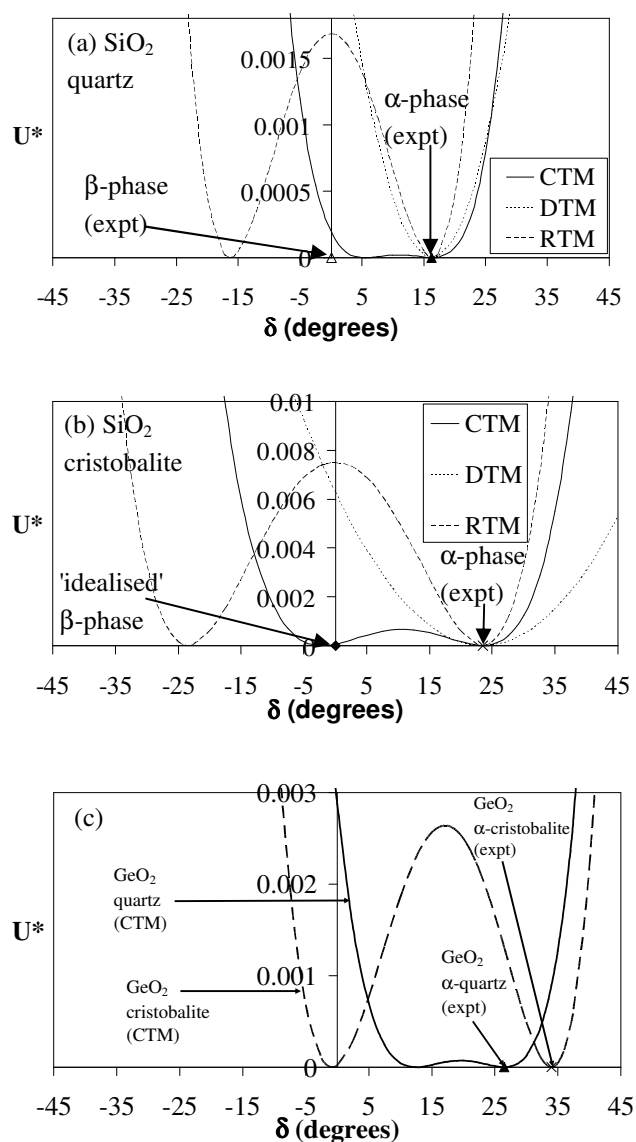 (a) SiO₂
quartz
0.0015
0.001
0.0005
0
U*
α-phase
(expt)
β-phase
(expt)
CTM
DTM
RTM
-45 -35 -25 -15 -5 5 15 25 35 45
δ (degrees)
(b) SiO₂
cristobalite
0.01
0.008
0.006
0.004
0.002
0
U*
CTM
DTM
RTM
α-phase
(expt)
'idealised'
β-phase
-45 -35 -25 -15 -5 5 15 25 35 45
δ (degrees)
(c)
0.003
0.002
0.001
0
U*
GeO₂
α-cristobalite
(expt)
GeO₂
quartz
(CTM)
GeO₂
α-quartz
(expt)
GeO₂
cristobalite
(CTM)
-45 -35 -25 -15 -5 5 15 25 35 45
δ (degrees)